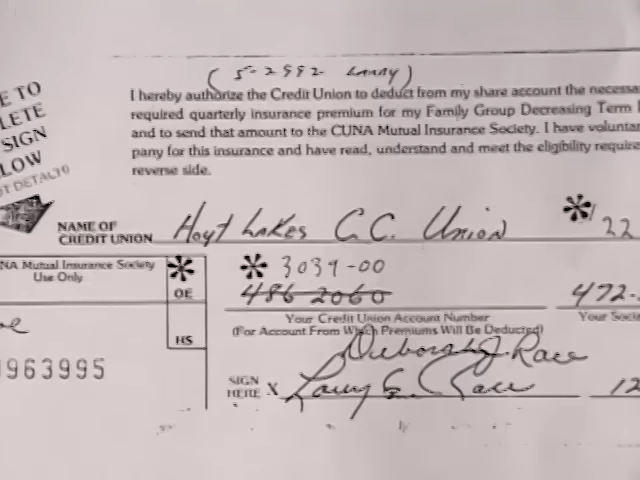 (5-2992 Larry)
E TO
LETE
SIGN
LOW
OT DETACH
I hereby authorize the Credit Union to deduct from my share account the necessa
required quarterly insurance premium for my Family Group Decreasing Term
and to send that amount to the CUNA Mutual Insurance Society. I have voluntar
pany for this insurance and have read, understand and meet the eligibility require
reverse side.
NAME OF
CREDIT UNION Hoyt Lakes C.C. Union * / 22
NA Mutual Insurance Society
Use Only
* OE
HS
* 3039-00
486 2060 472-
Your Credit Union Account Number Your Socia
(For Account From Which Premiums Will Be Deducted)
Deborah J. Race
963995
SIGN
HERE X Larry G. Race 12